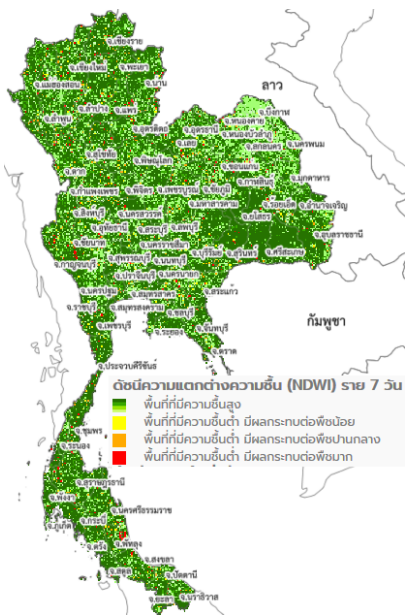 จ.เชียงราย
จ.เชียงใหม่
จ.พะเยา
จ.แม่ฮ่องสอน
จ.น่าน
จ.ลำปาง
จ.แพร่
จ.ลำพูน
จ.อุตรดิตถ์
จ.สุโขทัย
จ.ตาก
จ.พิษณุโลก
ลาว
จ.บึงกาฬ
จ.หนองคาย
จ.อุดรธานี
จ.หนองบัวลำภู
จ.เลย
จ.สกลนคร
จ.นครพนม
จ.ขอนแก่น
จ.กาฬสินธุ์
จ.มุกดาหาร
จ.กำแพงเพชร
จ.พิจิตร
จ.เพชรบูรณ์
จ.ชัยภูมิ
จ.มหาสารคาม
จ.ร้อยเอ็ด
จ.อำนาจเจริญ
จ.ยโสธร
จ.สิงห์บุรี
จ.นครสวรรค์
จ.อุทัยธานี
จ.สระบุรี
จ.ลพบุรี
จ.อุบลราชธานี
จ.ชัยนาท
จ.นครราชสีมา
จ.บุรีรัมย์
จ.สุรินทร์
จ.ศรีสะเกษ
จ.กาญจนบุรี
จ.สุพรรณบุรี
จ.นนทบุรี
จ.ปราจีนบุรี
จ.นครนายก
จ.สระแก้ว
จ.นครปฐม
จ.สมุทรสาคร
จ.ราชบุรี
จ.สมุทรสงคราม
จ.ชลบุรี
จ.เพชรบุรี
จ.ระยอง
จ.จันทบุรี
จ.ตราด
กัมพูชา
จ.ประจวบคีรีขันธ์
ดัชนีความแตกต่างความชื้น (NDWI) ราย 7 วัน
พื้นที่ที่มีความชื้นสูง
พื้นที่ที่มีความชื้นต่ำ มีผลกระทบต่อพืชน้อย
พื้นที่ที่มีความชื้นต่ำ มีผลกระทบต่อพืชปานกลาง
พื้นที่ที่มีความชื้นต่ำ มีผลกระทบต่อพืชมาก
จ.ชุมพร
จ.ระนอง
จ.สุราษฎร์ธานี
จ.พังงา
จ.นครศรีธรรมราช
จ.กระบี่
จ.ภูเก็ต
จ.พัทลุง
จ.ตรัง
จ.สงขลา
จ.สตูล
จ.ปัตตานี
จ.ยะลา
จ.นราธิวาส